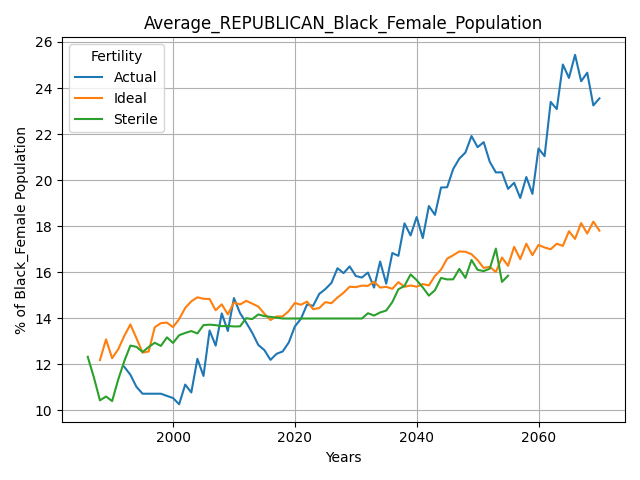 Average_REPUBLICAN_Black_Female_Population
% of Black_Female Population
26
24
22
20
18
16
14
12
10
Fertility
Actual
Ideal
Sterile
2000
2020
2040
2060
Years